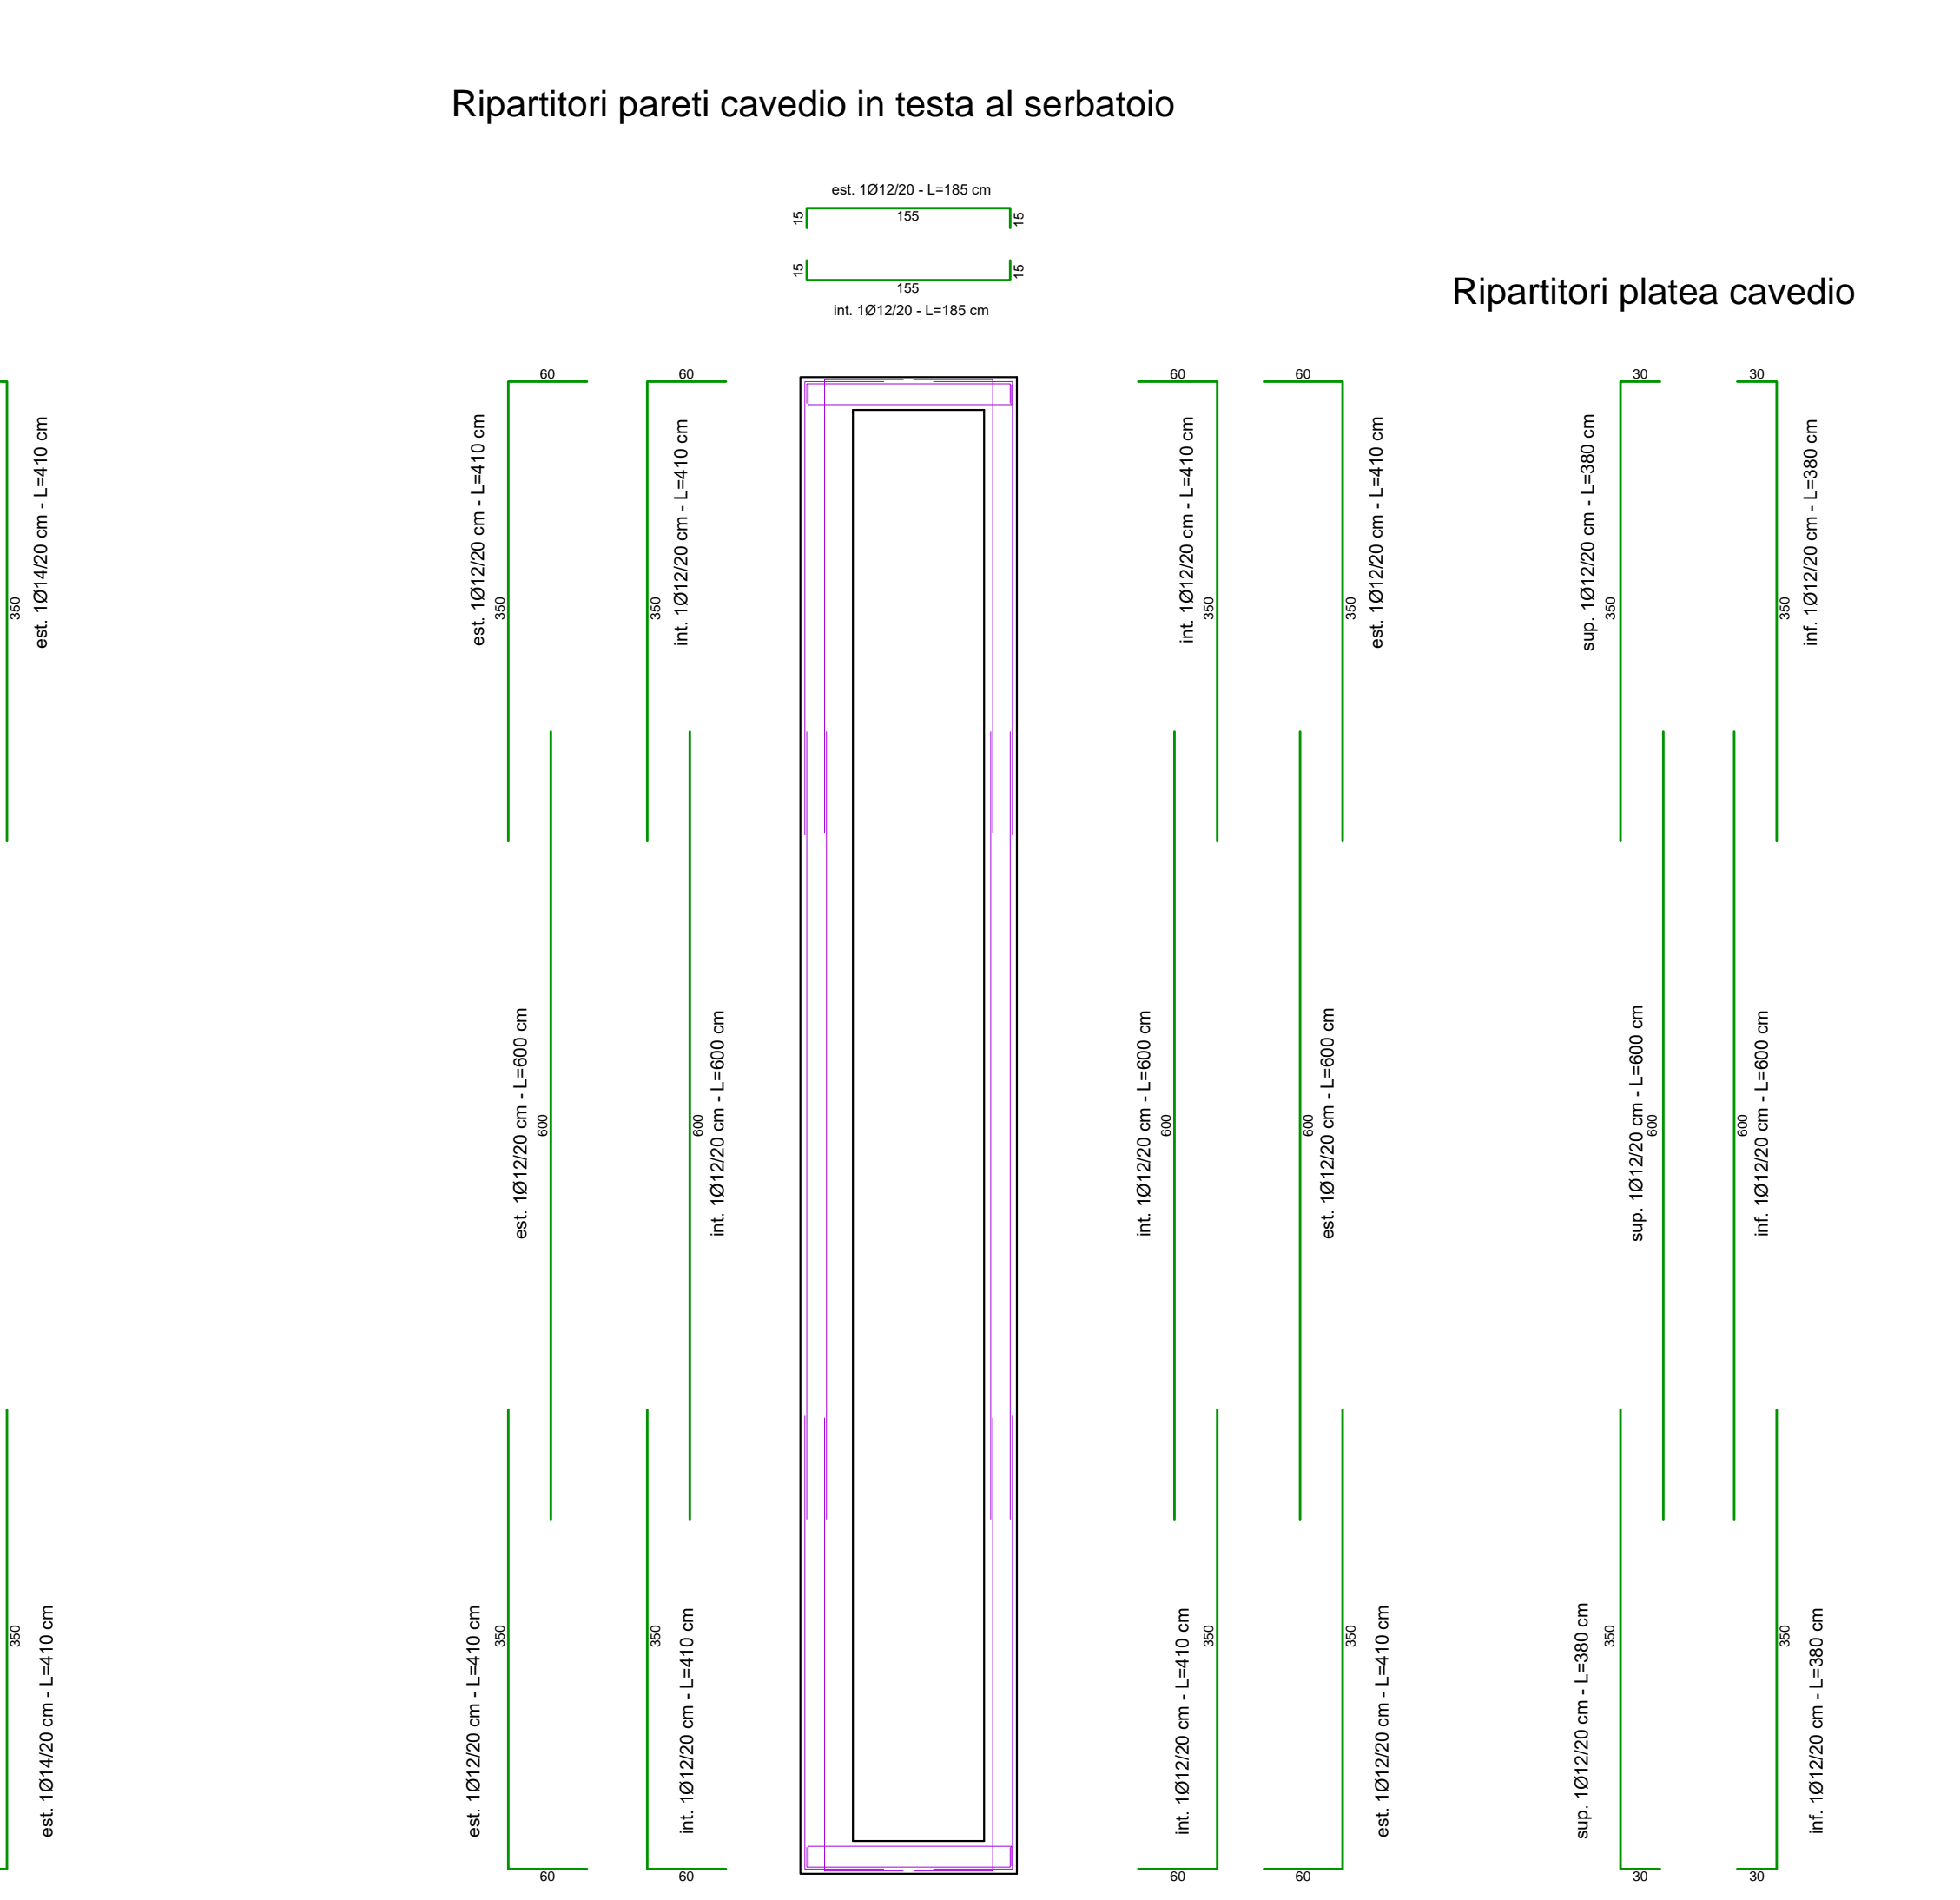 Ripartitori pareti cavedio in testa al serbatoio
est. 1Ø12/20 - L=185 cm
15
155
15
15
155
15
int. 1Ø12/20 - L=185 cm
Ripartitori platea cavedio
350
est. 1Ø14/20 cm - L=410 cm
60
est. 1Ø12/20 cm - L=410 cm
350
60
350
int. 1Ø12/20 cm - L=410 cm
60
int. 1Ø12/20 cm - L=410 cm
350
60
350
est. 1Ø12/20 cm - L=410 cm
30
sup. 1Ø12/20 cm - L=380 cm
350
30
350
inf. 1Ø12/20 cm - L=380 cm
est. 1Ø12/20 cm - L=600 cm
600
600
int. 1Ø12/20 cm - L=600 cm
int. 1Ø12/20 cm - L=600 cm
600
600
est. 1Ø12/20 cm - L=600 cm
sup. 1Ø12/20 cm - L=600 cm
600
600
inf. 1Ø12/20 cm - L=600 cm
350
est. 1Ø14/20 cm - L=410 cm
est. 1Ø12/20 cm - L=410 cm
350
60
350
int. 1Ø12/20 cm - L=410 cm
60
int. 1Ø12/20 cm - L=410 cm
350
60
350
est. 1Ø12/20 cm - L=410 cm
60
sup. 1Ø12/20 cm - L=380 cm
350
30
350
inf. 1Ø12/20 cm - L=380 cm
30